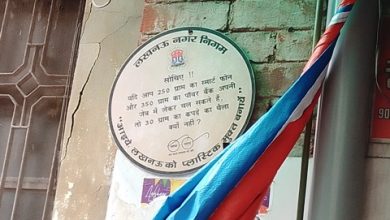 लखनऊ नगर निगम
सोचिए !!
यदि आप 250 ग्राम का स्मार्ट फोन
और 350 ग्राम का पॉवर बैंक अपनी
जेब में लेकर चल सकते है,
तो 30 ग्राम का कपड़े का थैला
क्यों नहीं ?
"आइये लखनऊ को प्लास्टिक मुक्त बनायें"